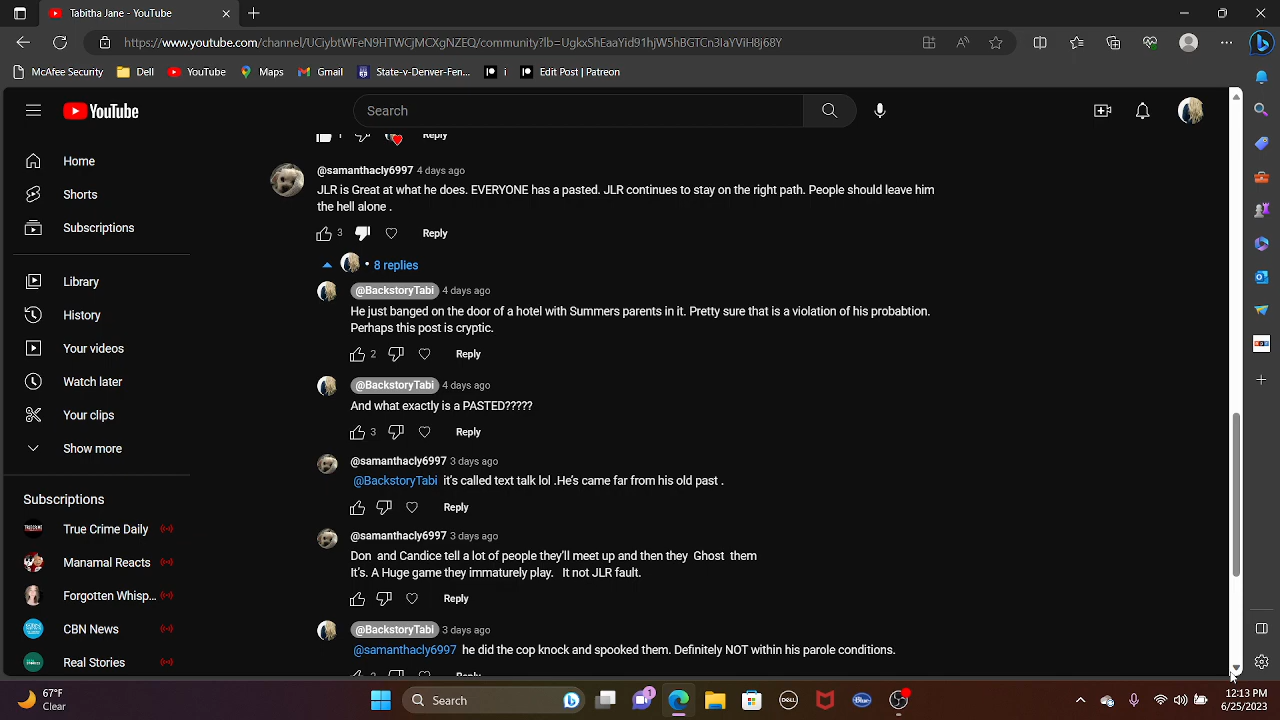 Tabitha Jane - YouTube
https://www.youtube.com/channel/UCiybtWFeN9HTWCjMCXgNZEQ/community?lb=UgkxShEaaYid91hjW5hBGTCn3IaYViH8j68Y
McAfee Security Dell YouTube Maps Gmail State-v-Denver-Fen... i Edit Post | Patreon
YouTube
Search
Home
Shorts
Subscriptions
Library
History
Your videos
Watch later
Your clips
Show more
Subscriptions
True Crime Daily
Manamal Reacts
Forgotten Whisp...
CBN News
Real Stories
1 Reply
@samanthacly6997 4 days ago
JLR is Great at what he does. EVERYONE has a pasted. JLR continues to stay on the right path. People should leave him
the hell alone .
3 Reply
8 replies
@BackstoryTabi 4 days ago
He just banged on the door of a hotel with Summers parents in it. Pretty sure that is a violation of his probabtion.
Perhaps this post is cryptic.
2 Reply
@BackstoryTabi 4 days ago
And what exactly is a PASTED?????
3 Reply
@samanthacly6997 3 days ago
@BackstoryTabi it's called text talk lol .He's came far from his old past .
Reply
@samanthacly6997 3 days ago
Don and Candice tell a lot of people they'll meet up and then they Ghost them
It's. A Huge game they immaturely play. It not JLR fault.
Reply
@BackstoryTabi 3 days ago
@samanthacly6997 he did the cop knock and spooked them. Definitely NOT within his parole conditions.
2 Reply
67°F
Clear
Search
1
DELL
Blue
12:13 PM
6/25/2023